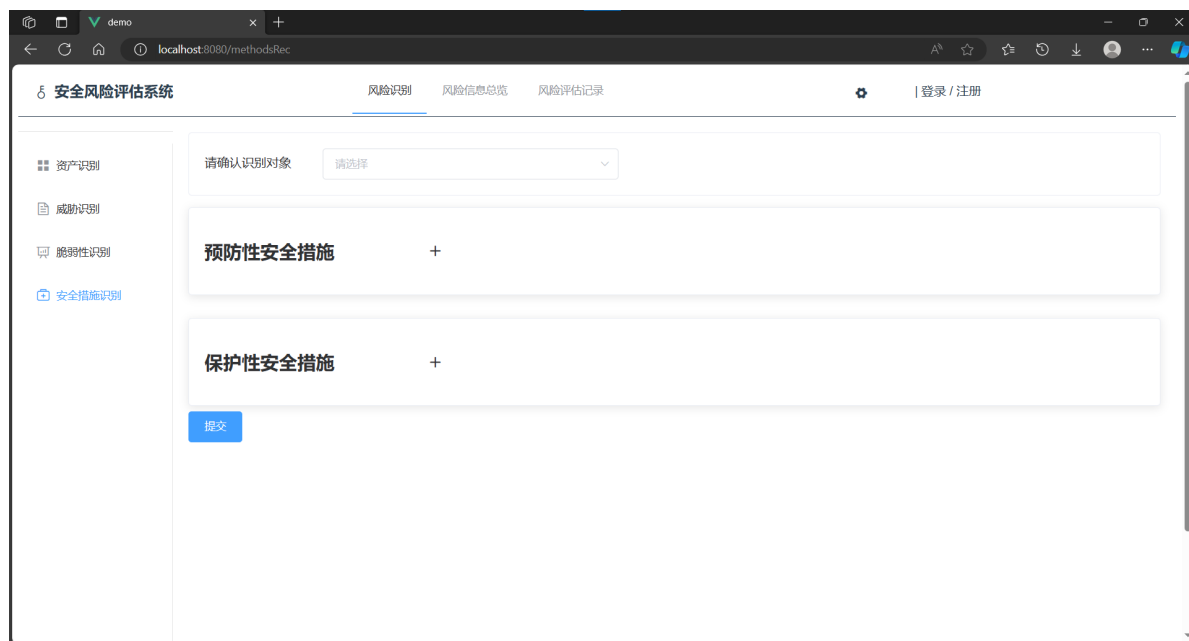 demo
localhost:8080/methodsRec
安全风险评估系统
风险识别 风险信息总览 风险评估记录
| 登录 / 注册
资产识别
威胁识别
脆弱性识别
安全措施识别
请确认识别对象 请选择
预防性安全措施 +
保护性安全措施 +
提交